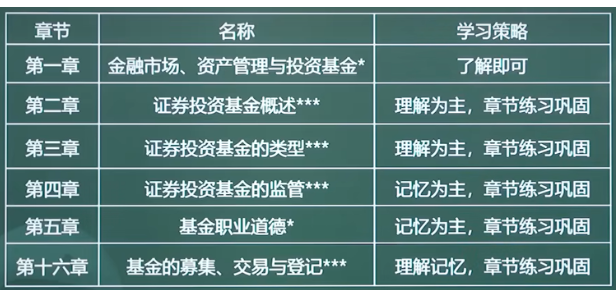 章节 名称 学习策略
第一章 金融市场、资产管理与投资基金* 了解即可
第二章 证券投资基金概述*** 理解为主，章节练习巩固
第三章 证券投资基金的类型*** 理解为主，章节练习巩固
第四章 证券投资基金的监管*** 记忆为主，章节练习巩固
第五章 基金职业道德* 记忆为主，章节练习巩固
第十六章 基金的募集、交易与登记*** 理解记忆，章节练习巩固